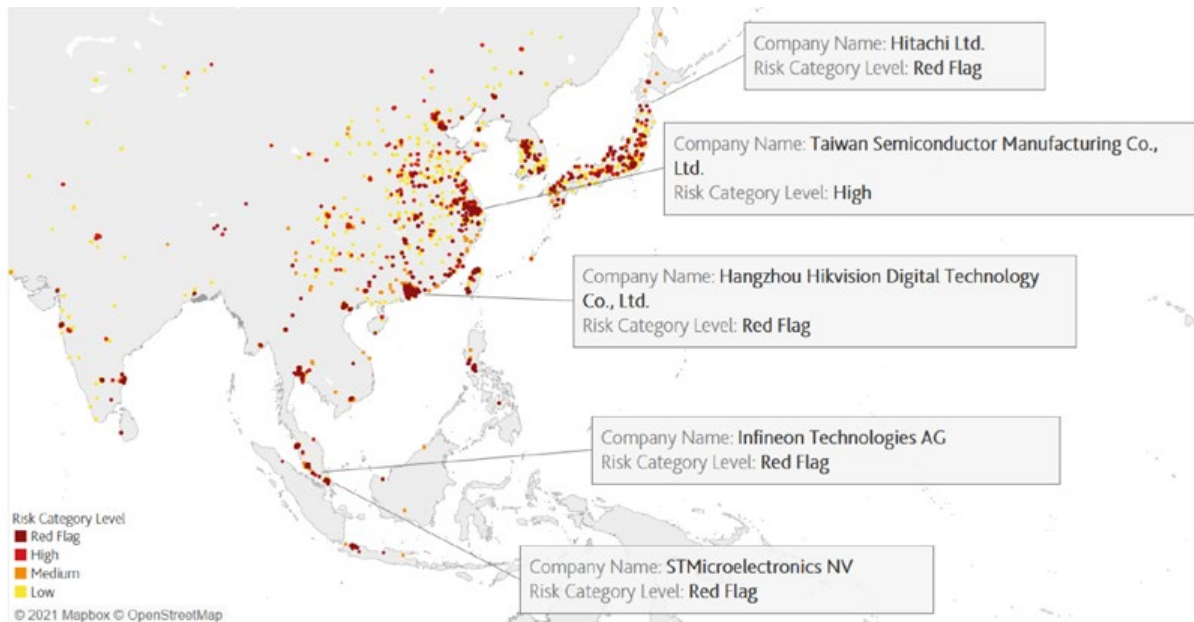 Company Name: Hitachi Ltd.
Risk Category Level: Red Flag
Company Name: Taiwan Semiconductor Manufacturing Co.,
Ltd.
Risk Category Level: High
Company Name: Hangzhou Hikvision Digital Technology
Co., Ltd.
Risk Category Level: Red Flag
Company Name: Infineon Technologies AG
Risk Category Level: Red Flag
Company Name: STMicroelectronics NV
Risk Category Level: Red Flag
Risk Category Level
Red Flag
High
Medium
Low
© 2021 Mapbox © OpenStreetMap